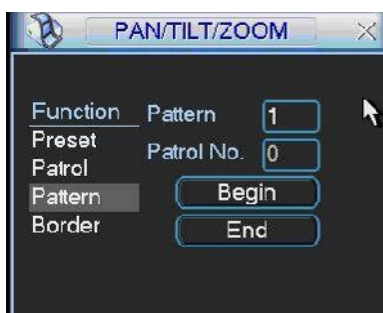 PAN/TILT/ZOOM
Function
Preset
Patrol
Pattern
Border
Pattern 1
Patrol No. 0
Begin
End